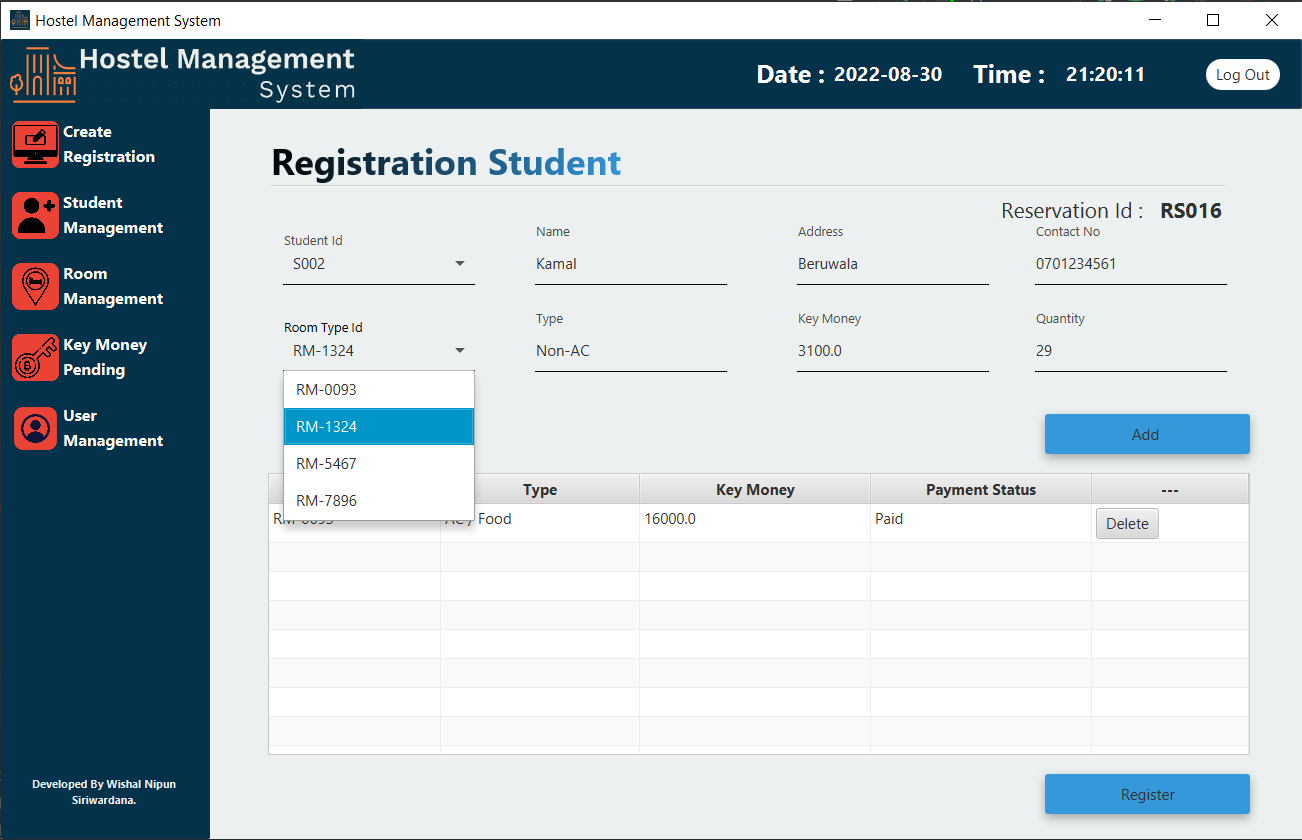 Hostel Management System
Hostel Management
System
Date : 2022-08-30 Time : 21:20:11 Log Out
Create
Registration
Student
Management
Room
Management
Key Money
Pending
User
Management
Developed By Wishal Nipun
Siriwardana.
Registration Student
Reservation Id : RS016
Student Id Name Address Contact No
S002 Kamal Beruwala 0701234561
Room Type Id Type Key Money Quantity
RM-1324 Non-AC 3100.0 29
RM-0093
RM-1324
RM-5467
RM-7896
Add
Type Key Money Payment Status ---
RM-0093 AC / Food 16000.0 Paid Delete
Register